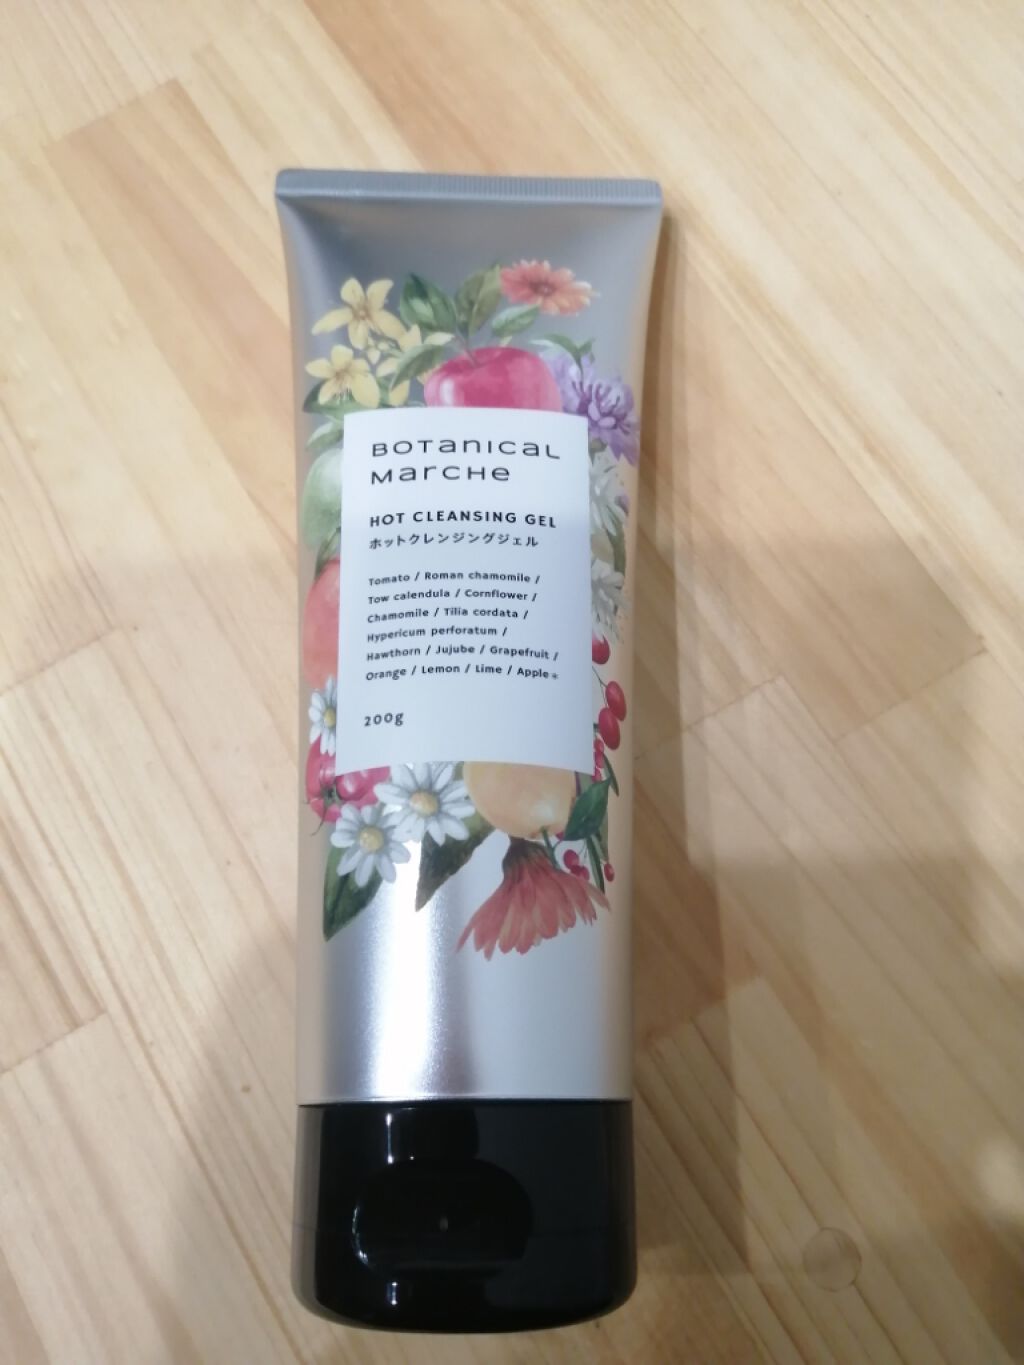 BOTANICAL
MARCHE
HOT CLEANSING GEL
ホットクレンジングジェル
Tomato / Roman chamomile /
Tow calendula / Cornflower /
Chamomile / Tilia cordata /
Hypericum perforatum /
Hawthorn / Jujube / Grapefruit /
Orange / Lemon / Lime / Apple*
200g